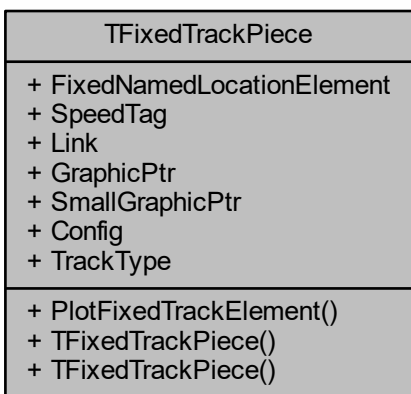 TFixedTrackPiece
+ FixedNamedLocationElement
+ SpeedTag
+ Link
+ GraphicPtr
+ SmallGraphicPtr
+ Config
+ TrackType
+ PlotFixedTrackElement()
+ TFixedTrackPiece()
+ TFixedTrackPiece()